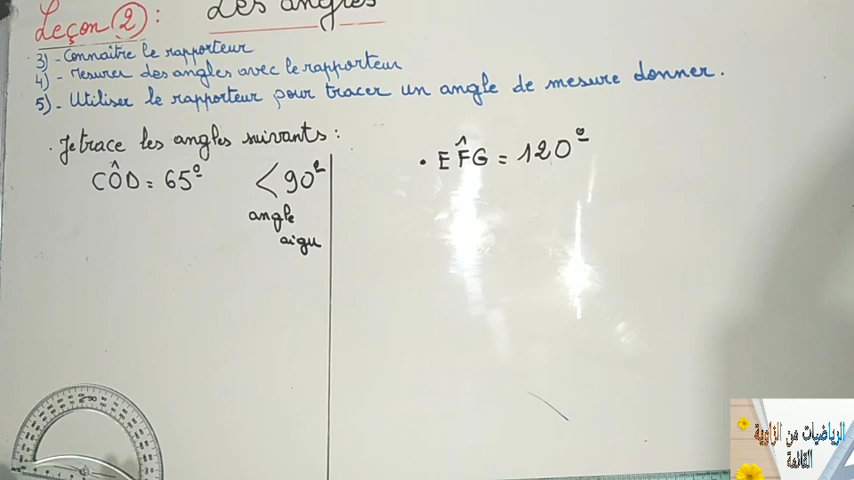 Leçon 2 : Les angles
3) - Connaître le rapporteur
4) - Mesurer des angles avec le rapporteur
5) - Utiliser le rapporteur pour tracer un angle de mesure donner.
. Je trace les angles suivants :
CÔD = 65°
< 90°
angle
aigu
• EF̂G = 120°
90
الرياضيات من الزاوية
القائمة